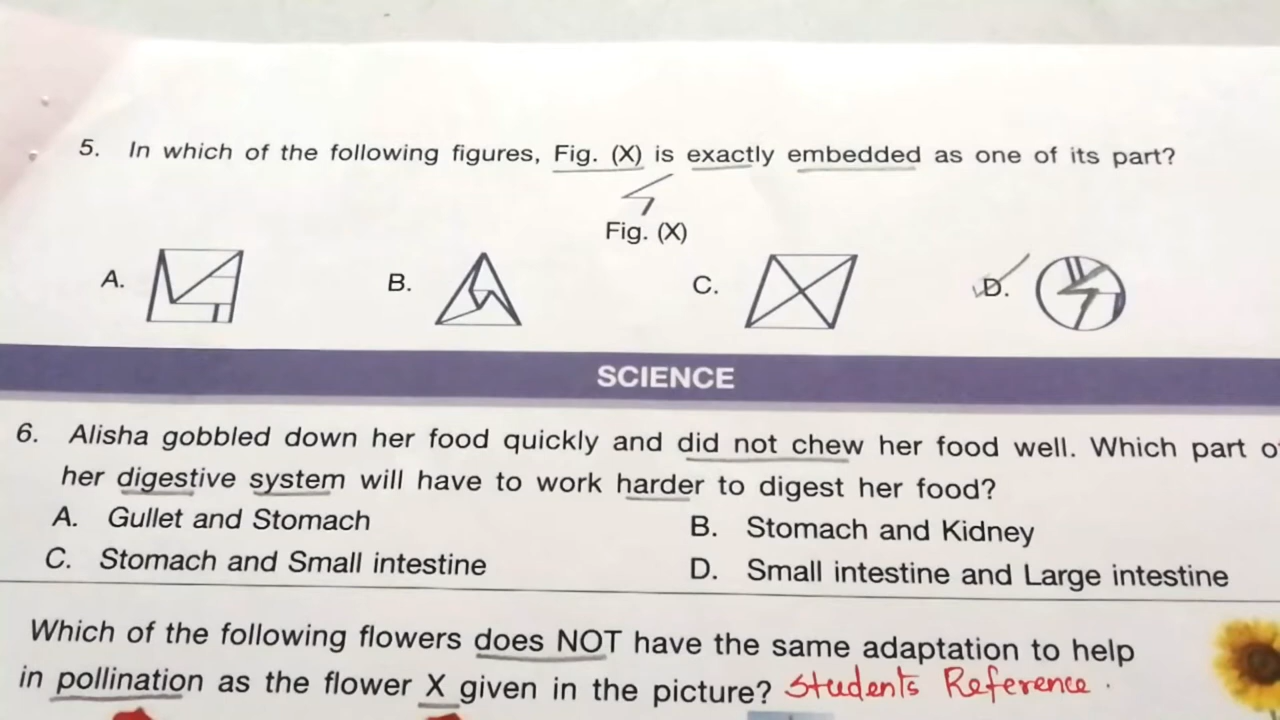 5. In which of the following figures, Fig. (X) is exactly embedded as one of its part?
Fig. (X)
A. B. C. D.
SCIENCE
6. Alisha gobbled down her food quickly and did not chew her food well. Which part o
her digestive system will have to work harder to digest her food?
A. Gullet and Stomach B. Stomach and Kidney
C. Stomach and Small intestine D. Small intestine and Large intestine
Which of the following flowers does NOT have the same adaptation to help
in pollination as the flower X given in the picture? Students Reference.